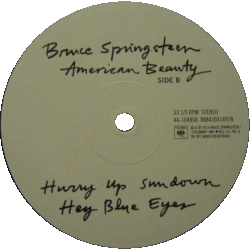 Bruce Springsteen
American Beauty
SIDE B
33 1/3 RPM STEREO
Hurry Up Sundown
Hey Blue Eyes